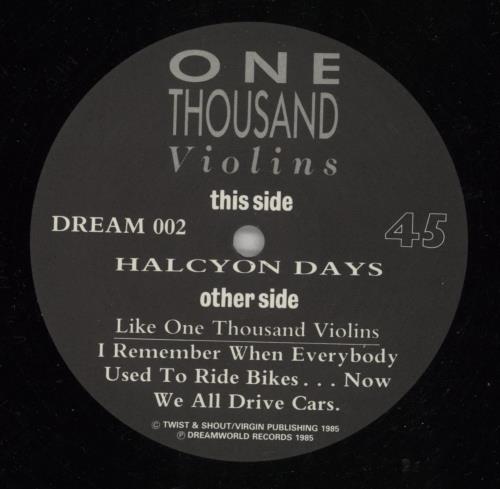 ONE
THOUSAND
Violins
this side
DREAM 002
45
HALCYON DAYS
other side
Like One Thousand Violins
I Remember When Everybody
Used To Ride Bikes . . . Now
We All Drive Cars.
© TWIST & SHOUT/VIRGIN PUBLISHING 1985
℗ DREAMWORLD RECORDS 1985